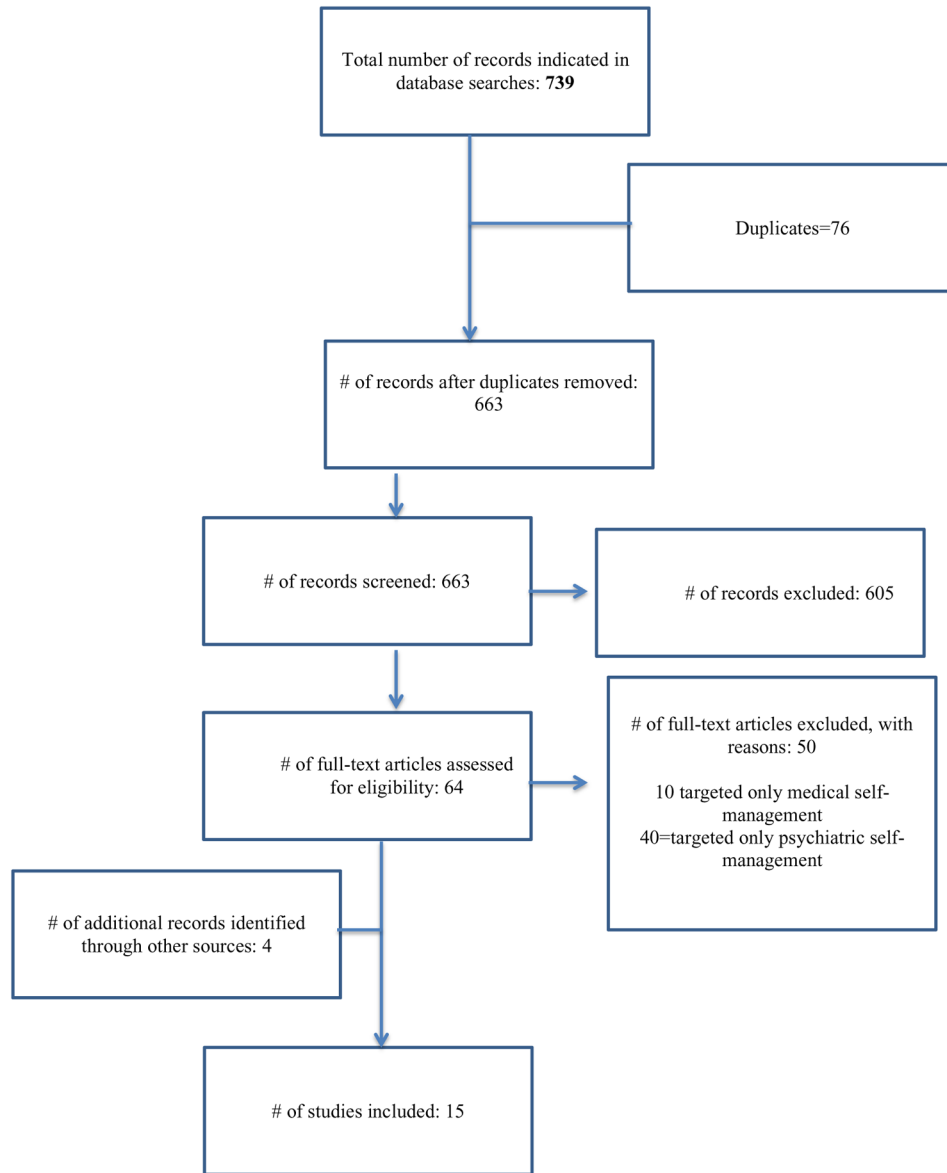 Total number of records indicated in
database searches: 739
Duplicates=76
# of records after duplicates removed:
663
# of records screened: 663
# of records excluded: 605
# of full-text articles assessed
for eligibility: 64
# of full-text articles excluded, with
reasons: 50
10 targeted only medical self-
management
40=targeted only psychiatric self-
management
# of additional records identified
through other sources: 4
# of studies included: 15